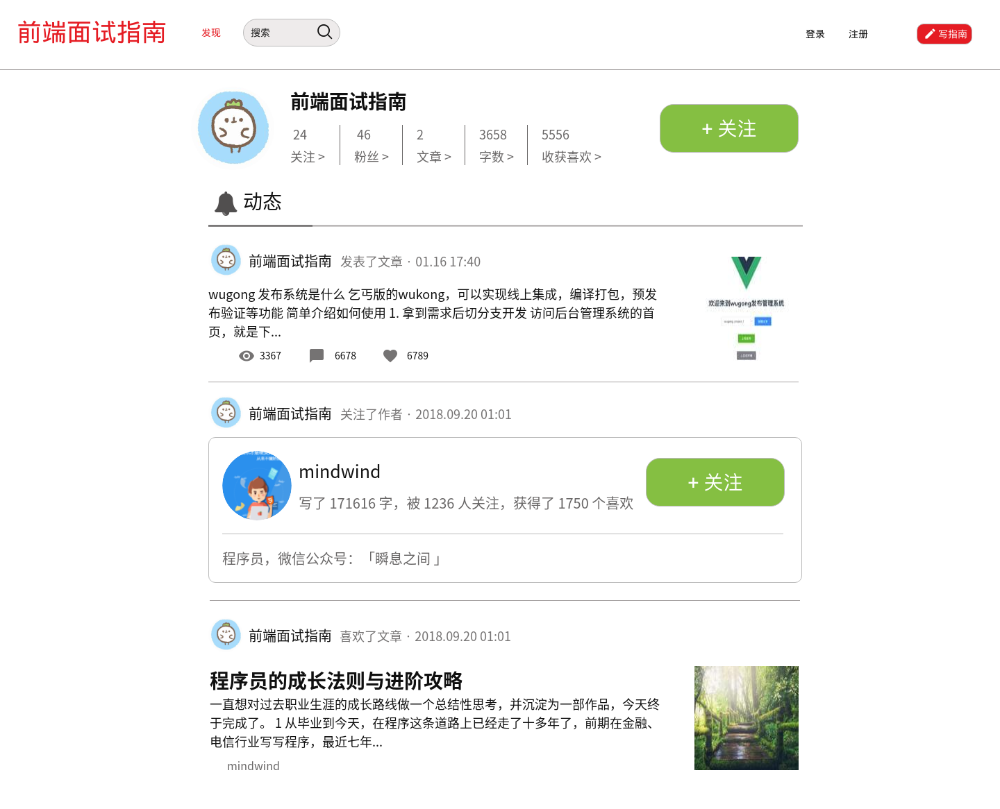 前端面试指南
发现
搜索
登录
注册
写指南
前端面试指南
24
46
2
3658
5556
关注 >
粉丝 >
文章 >
字数 >
收获喜欢 >
+ 关注
动态
前端面试指南 发表了文章 · 01.16 17:40
wugong 发布系统是什么 乞丐版的wukong，可以实现线上集成，编译打包，预发
布验证等功能 简单介绍如何使用 1. 拿到需求后切分支开发 访问后台管理系统的首
页，就是下...
欢迎来到wugong发布管理系统
3367
6678
6789
前端面试指南 关注了作者 · 2018.09.20 01:01
mindwind
写了 171616 字，被 1236 人关注，获得了 1750 个喜欢
+ 关注
程序员，微信公众号：「瞬息之间 」
前端面试指南 喜欢了文章 · 2018.09.20 01:01
程序员的成长法则与进阶攻略
一直想对过去职业生涯的成长路线做一个总结性思考，并沉淀为一部作品，今天终
于完成了。 1 从毕业到今天，在程序这条道路上已经走了十多年了，前期在金融、
电信行业写写程序，最近七年...
mindwind